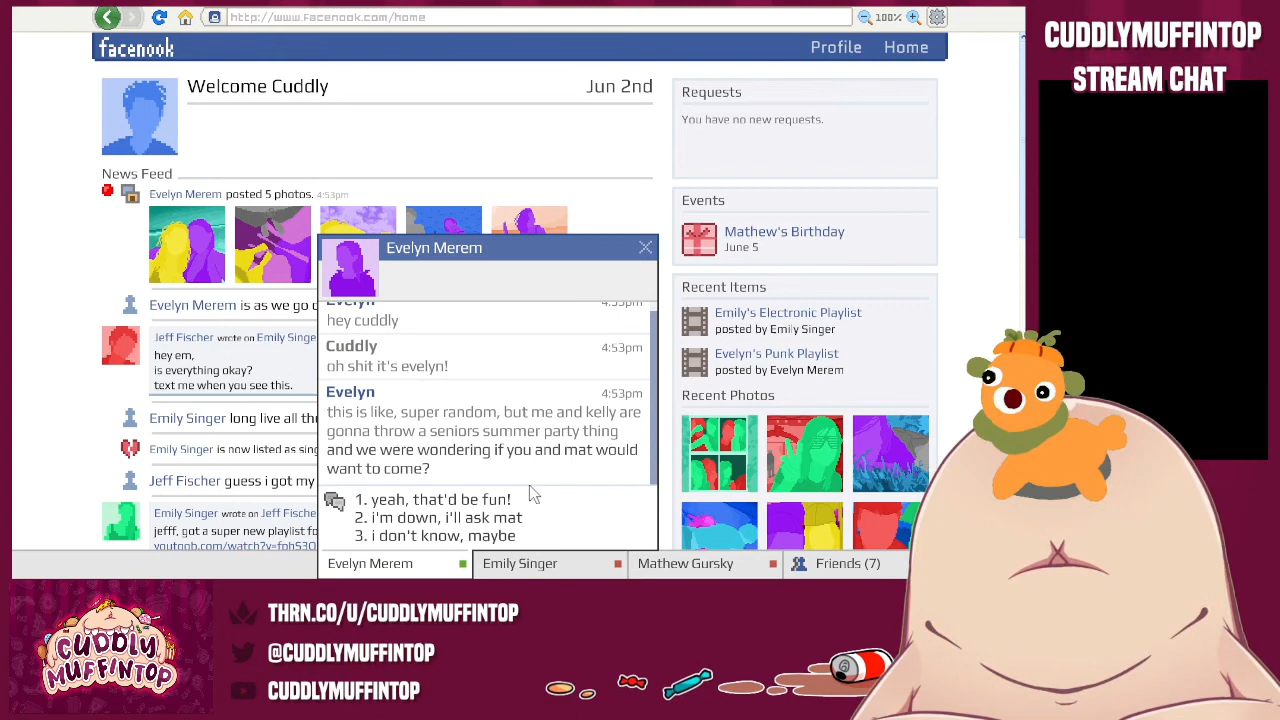 http://www.Facenook.com/home
100%
facenook
Profile
Home
Welcome Cuddly
Jun 2nd
News Feed
Evelyn Merem posted 5 photos. 4:53pm
Evelyn Merem is as we go
Jeff Fischer wrote on Emily Singe
hey em,
is everything okay?
text me when you see this.
Emily Singer long live all th
Emily Singer is now listed as sing
Jeff Fischer guess i got my
Emily Singer wrote on Jeff
jefff, got a super new playlist fo
Evelyn Merem
Evelyn
4:53pm
hey cuddly
Cuddly
4:53pm
oh shit it's evelyn!
Evelyn
4:53pm
this is like, super random, but me and kelly are
gonna throw a seniors summer party thing
and we were wondering if you and mat would
want to come?
1. yeah, that'd be fun!
2. i'm down, i'll ask mat
3. i don't know, maybe
Evelyn Merem
Emily Singer
Mathew Gursky
Friends (7)
Requests
You have no new requests.
Events
Mathew's Birthday
June 5
Recent Items
Emily's Electronic Playlist
posted by Emily Singer
Evelyn's Punk Playlist
posted by Evelyn Merem
Recent Photos
CUDDLYMUFFINTOP
STREAM CHAT
CUDDLY
MUFFINTOP
THRN.CO/U/CUDDLYMUFFINTOP
@CUDDLYMUFFINTOP
CUDDLYMUFFINTOP